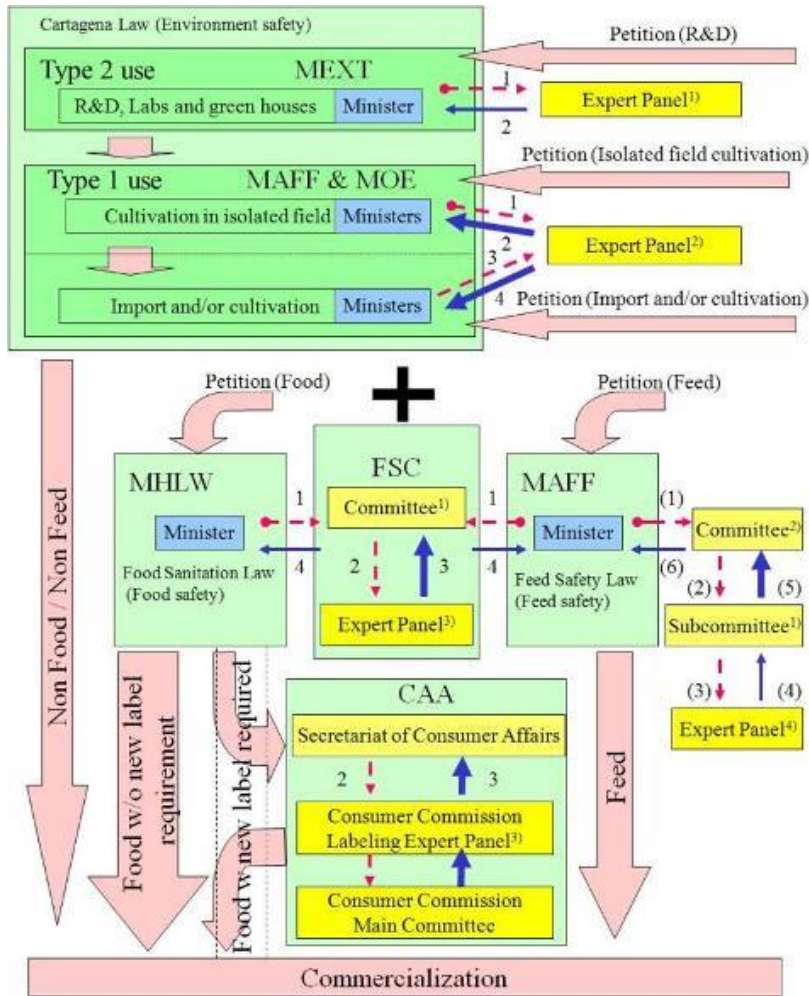 Cartagena Law (Environment safety)
Petition (R&D)
Type 2 use
MEXT
1
R&D, Labs and green houses
Minister
Expert Panel1)
2
Petition (Isolated field cultivation)
Type 1 use
MAFF & MOE
1
Cultivation in isolated field
Ministers
2
Expert Panel2)
3
Import and/or cultivation
Ministers
4
Petition (Import and/or cultivation)
Petition (Food)
+
Petition (Feed)
MHLW
FSC
MAFF
1
Committee1)
1
(1)
Minister
Minister
Committee2)
4
2
3
4
(6)
Food Sanitation Law
(Food safety)
Feed Safety Law
(Feed safety)
(2)
(5)
Expert Panel3)
Subcommittee1)
(3)
(4)
Expert Panel4)
Non Food / Non Feed
Food w/o new label
requirement
Food w new label required
CAA
Secretariat of Consumer Affairs
2
3
Consumer Commission
Labeling Expert Panel3)
Consumer Commission
Main Committee
Feed
Commercialization